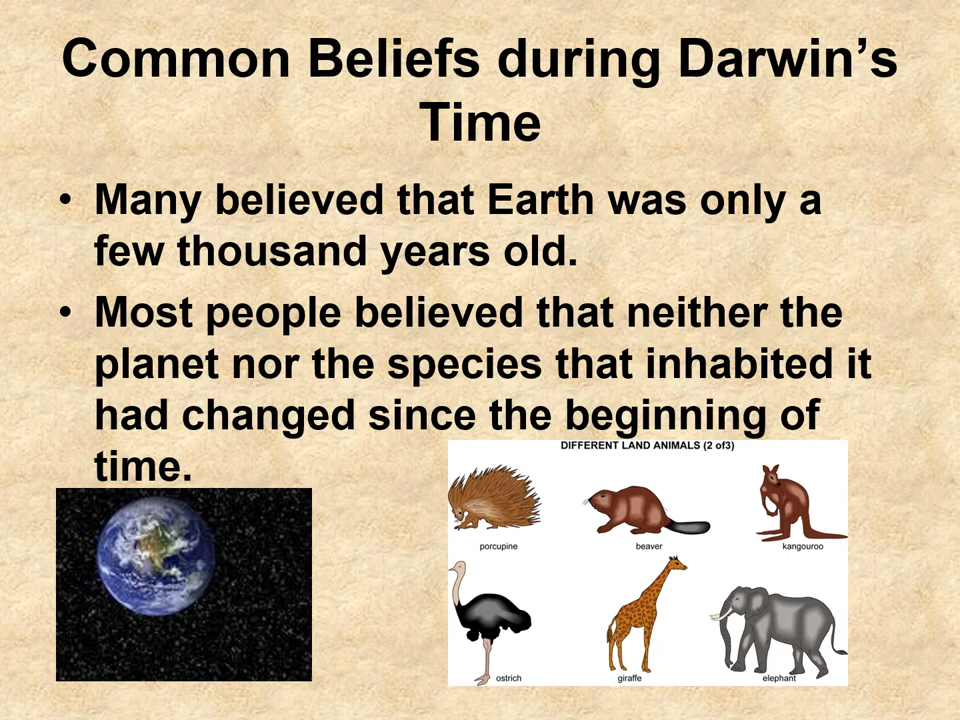 Common Beliefs during Darwin’s
Time
• Many believed that Earth was only a
few thousand years old.
• Most people believed that neither the
planet nor the species that inhabited it
had changed since the beginning of
time.
DIFFERENT LAND ANIMALS (2 of3)
porcupine beaver kangouroo
ostrich giraffe elephant